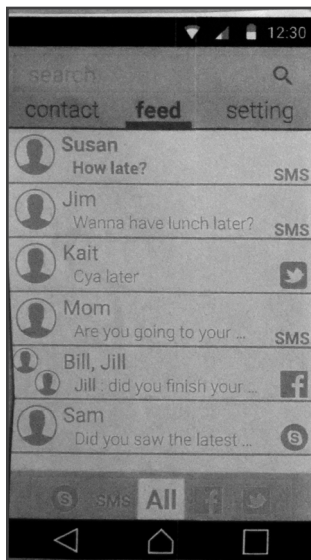 12:30
search.
contact feed setting
Susan
How late?
SMS
Jim
Wanna have lunch later?
SMS
Kait
Cya later
Mom
Are you going to your ...
SMS
Bill, Jill
Jill : did you finish your ...
f
Sam
Did you saw the latest ...
S
S SMS All f